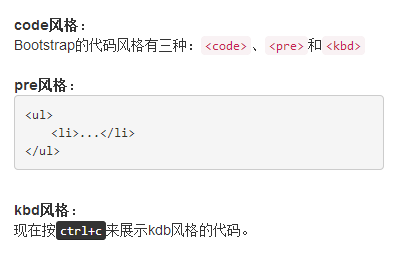 code风格：
Bootstrap的代码风格有三种：<code>、<pre>和<kbd>
pre风格：
<ul>
    <li>...</li>
</ul>
kbd风格：
现在按ctrl+c来展示kdb风格的代码。